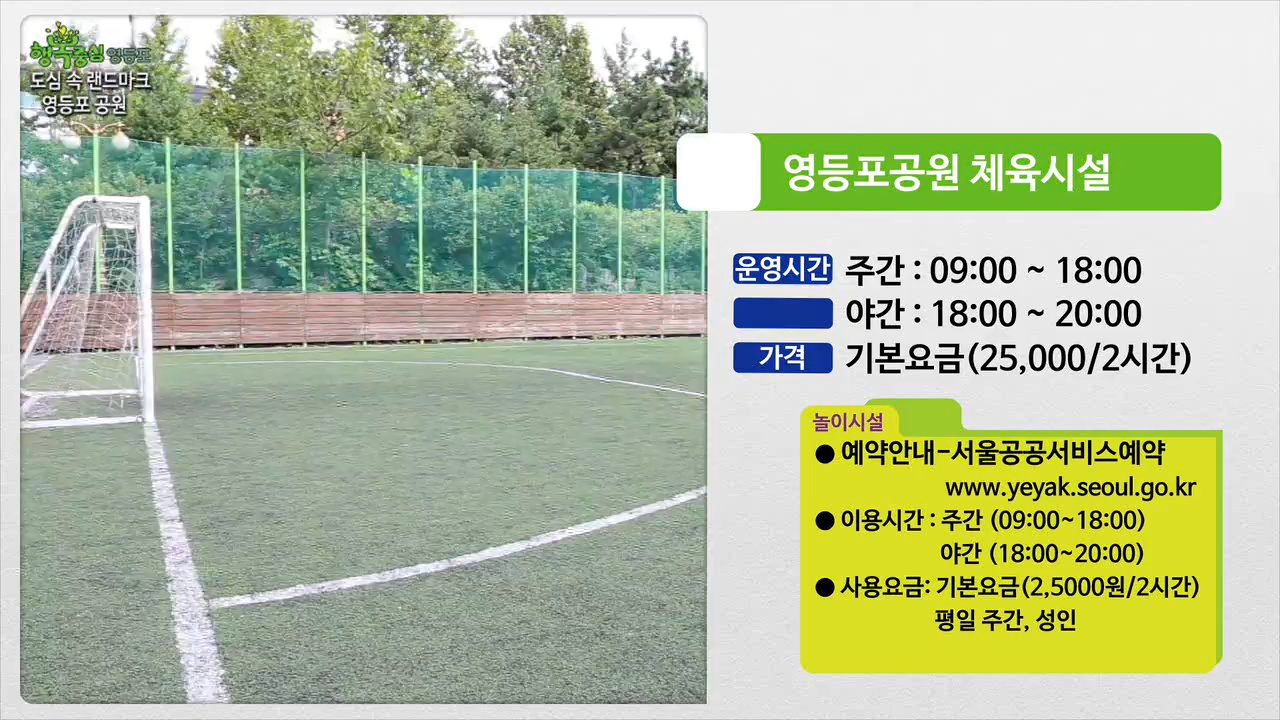 행복중심 영등포
도심 속 랜드마크
영등포 공원
영등포공원 체육시설
운영시간 주간 : 09:00 ~ 18:00
야간 : 18:00 ~ 20:00
가격 기본요금(25,000/2시간)
놀이시설
● 예약안내-서울공공서비스예약
www.yeyak.seoul.go.kr
● 이용시간 : 주간 (09:00~18:00)
야간 (18:00~20:00)
● 사용요금: 기본요금(2,5000원/2시간)
평일 주간, 성인